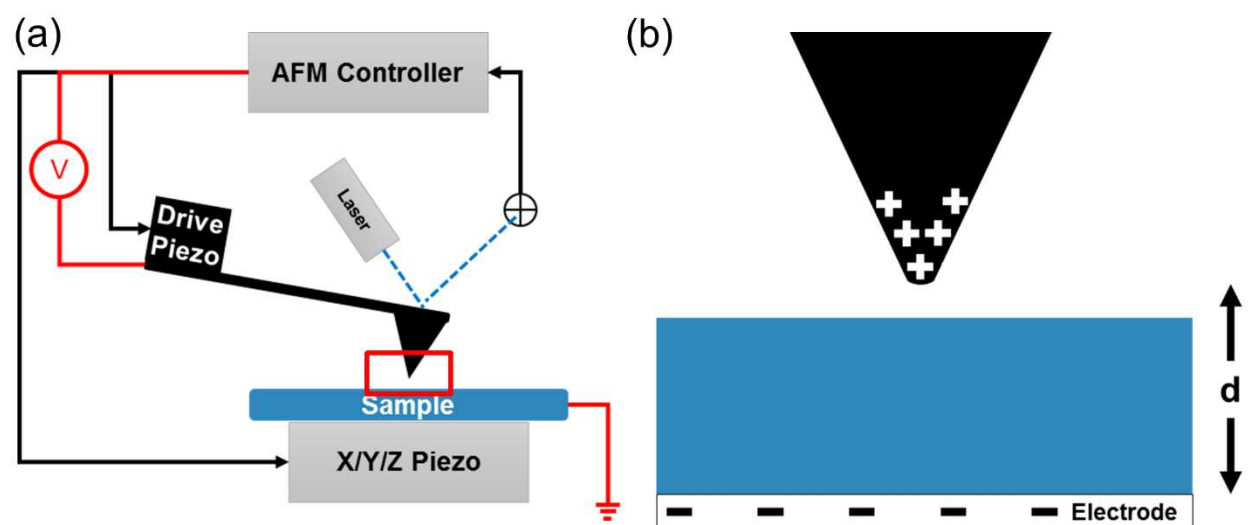 (a)
AFM Controller
V
Laser
Drive
Piezo
Sample
X/Y/Z Piezo
(b)
d
Electrode